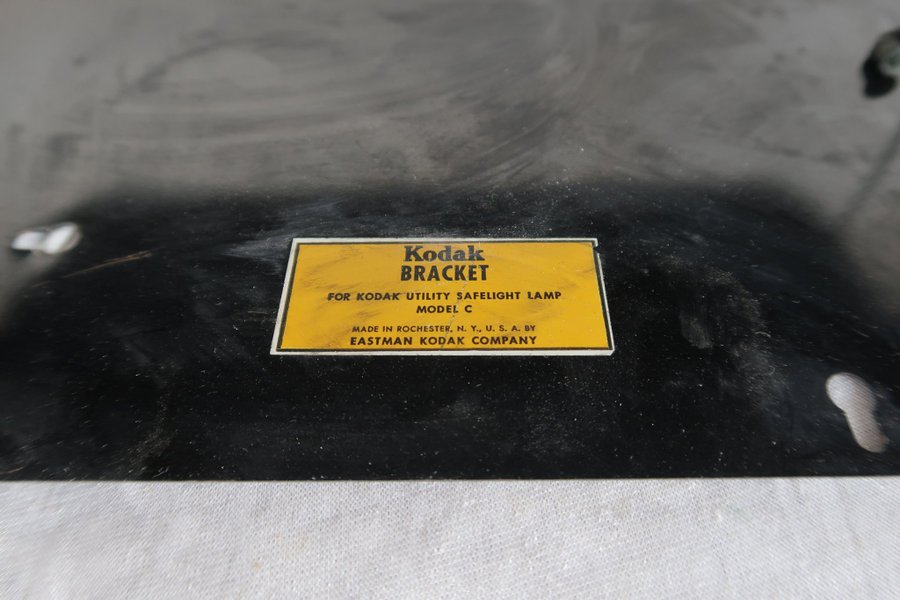 Kodak
BRACKET
FOR KODAK UTILITY SAFELIGHT LAMP
MODEL C
MADE IN ROCHESTER, N. Y., U. S. A. BY
EASTMAN KODAK COMPANY